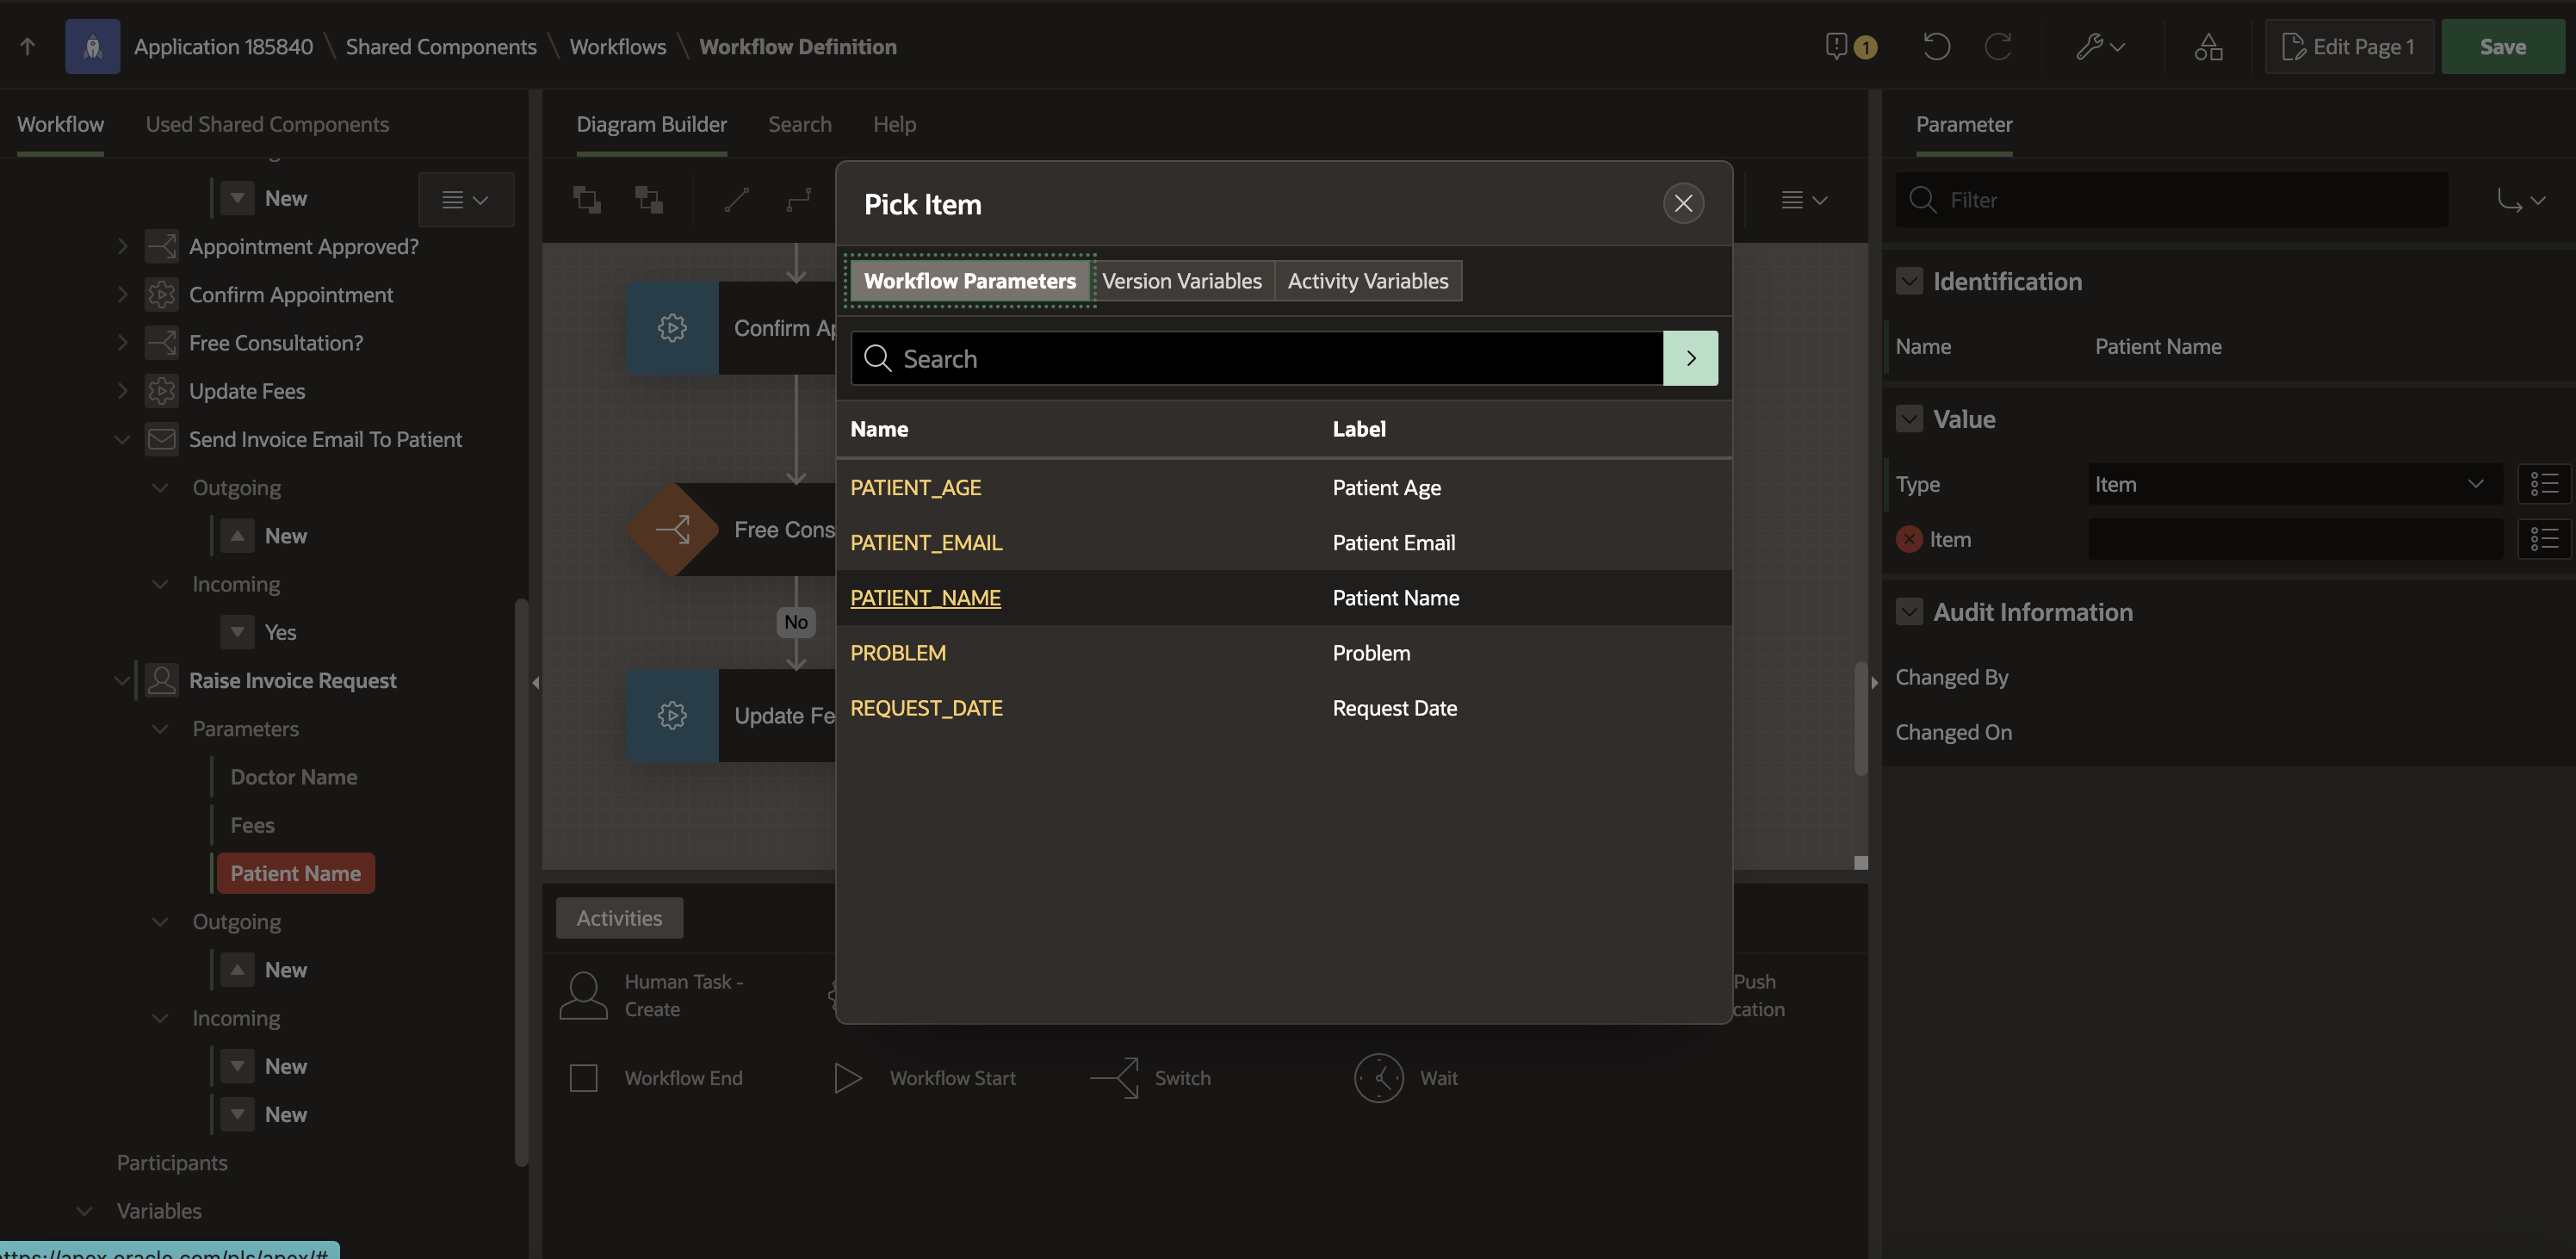 Application 185840 \ Shared Components \ Workflows \ Workflow Definition
1
Edit Page 1
Save
Workflow
Used Shared Components
New
Appointment Approved?
Confirm Appointment
Free Consultation?
Update Fees
Send Invoice Email To Patient
Outgoing
New
Incoming
Yes
Raise Invoice Request
Parameters
Doctor Name
Fees
Patient Name
Outgoing
New
Incoming
New
New
Participants
Variables
Diagram Builder
Search
Help
Confirm Ap
Free Cons
No
Update Fe
Pick Item
Workflow Parameters
Version Variables
Activity Variables
Search
Name
Label
PATIENT_AGE
Patient Age
PATIENT_EMAIL
Patient Email
PATIENT_NAME
Patient Name
PROBLEM
Problem
REQUEST_DATE
Request Date
Activities
Human Task -
Create
Push
cation
Workflow End
Workflow Start
Switch
Wait
Parameter
Filter
Identification
Name
Patient Name
Value
Type
Item
Item
Audit Information
Changed By
Changed On
ttps://apex.oracle.com/pls/apex/#